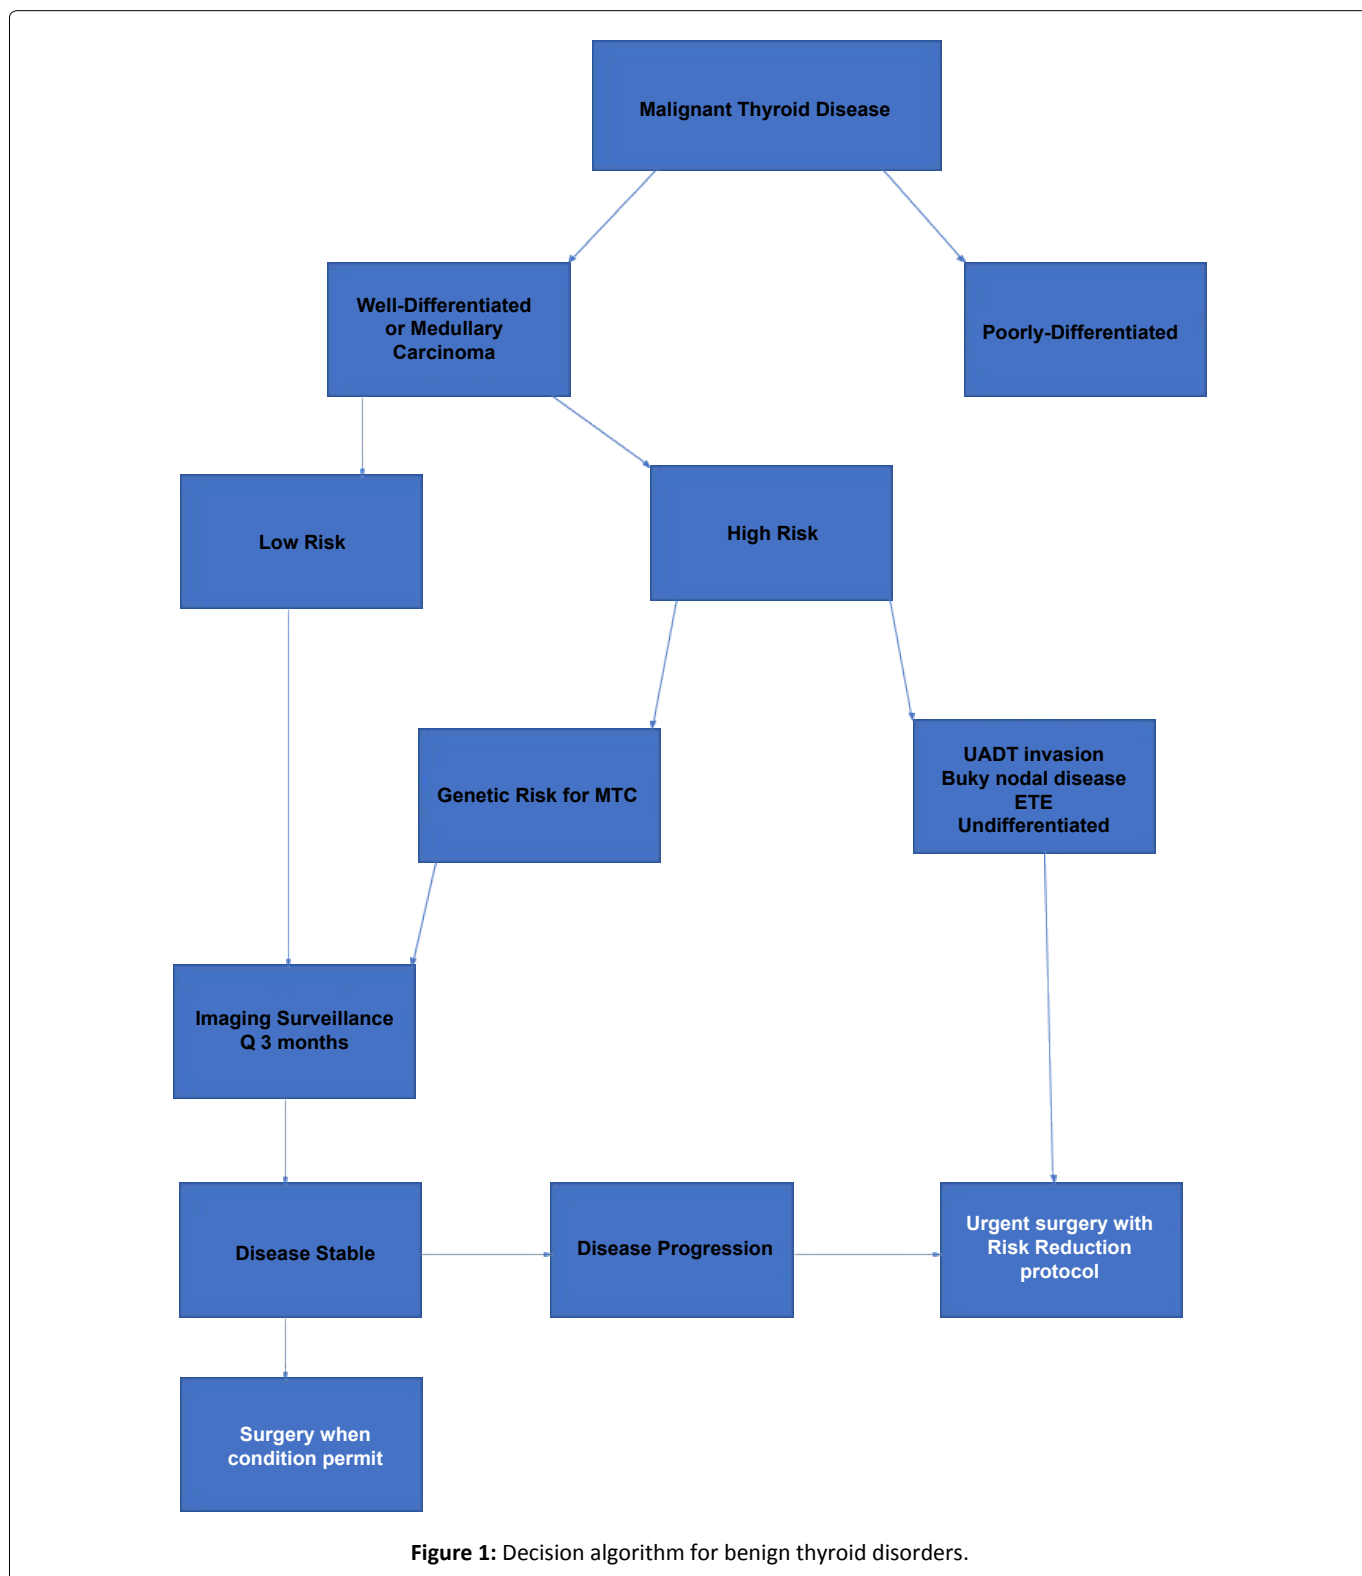 Malignant Thyroid Disease
Well-Differentiated
or Medullary
Carcinoma
Poorly-Differentiated
Low Risk
High Risk
Genetic Risk for MTC
UADT invasion
Buky nodal disease
ETE
Undifferentiated
Imaging Surveillance
Q 3 months
Disease Stable
Disease Progression
Urgent surgery with
Risk Reduction
protocol
Surgery when
condition permit
Figure 1: Decision algorithm for benign thyroid disorders.